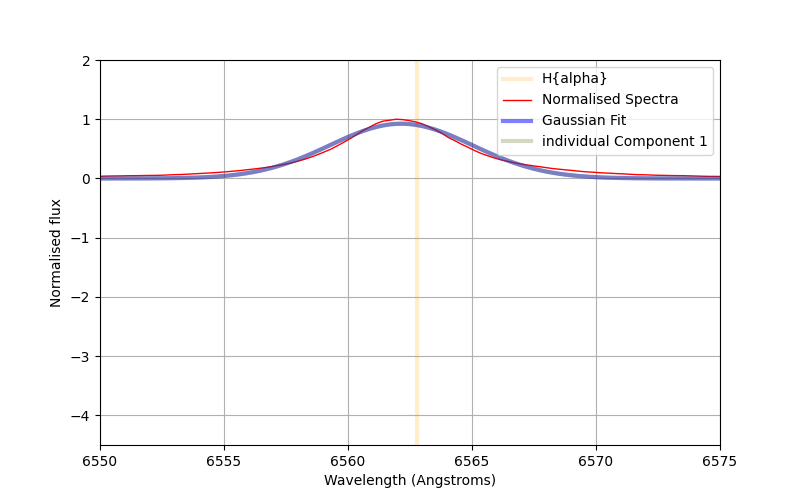 2
1
0
−1
−2
−3
−4
Normalised flux
6550 6555 6560 6565 6570 6575
Wavelength (Angstroms)
H{alpha}
Normalised Spectra
Gaussian Fit
individual Component 1